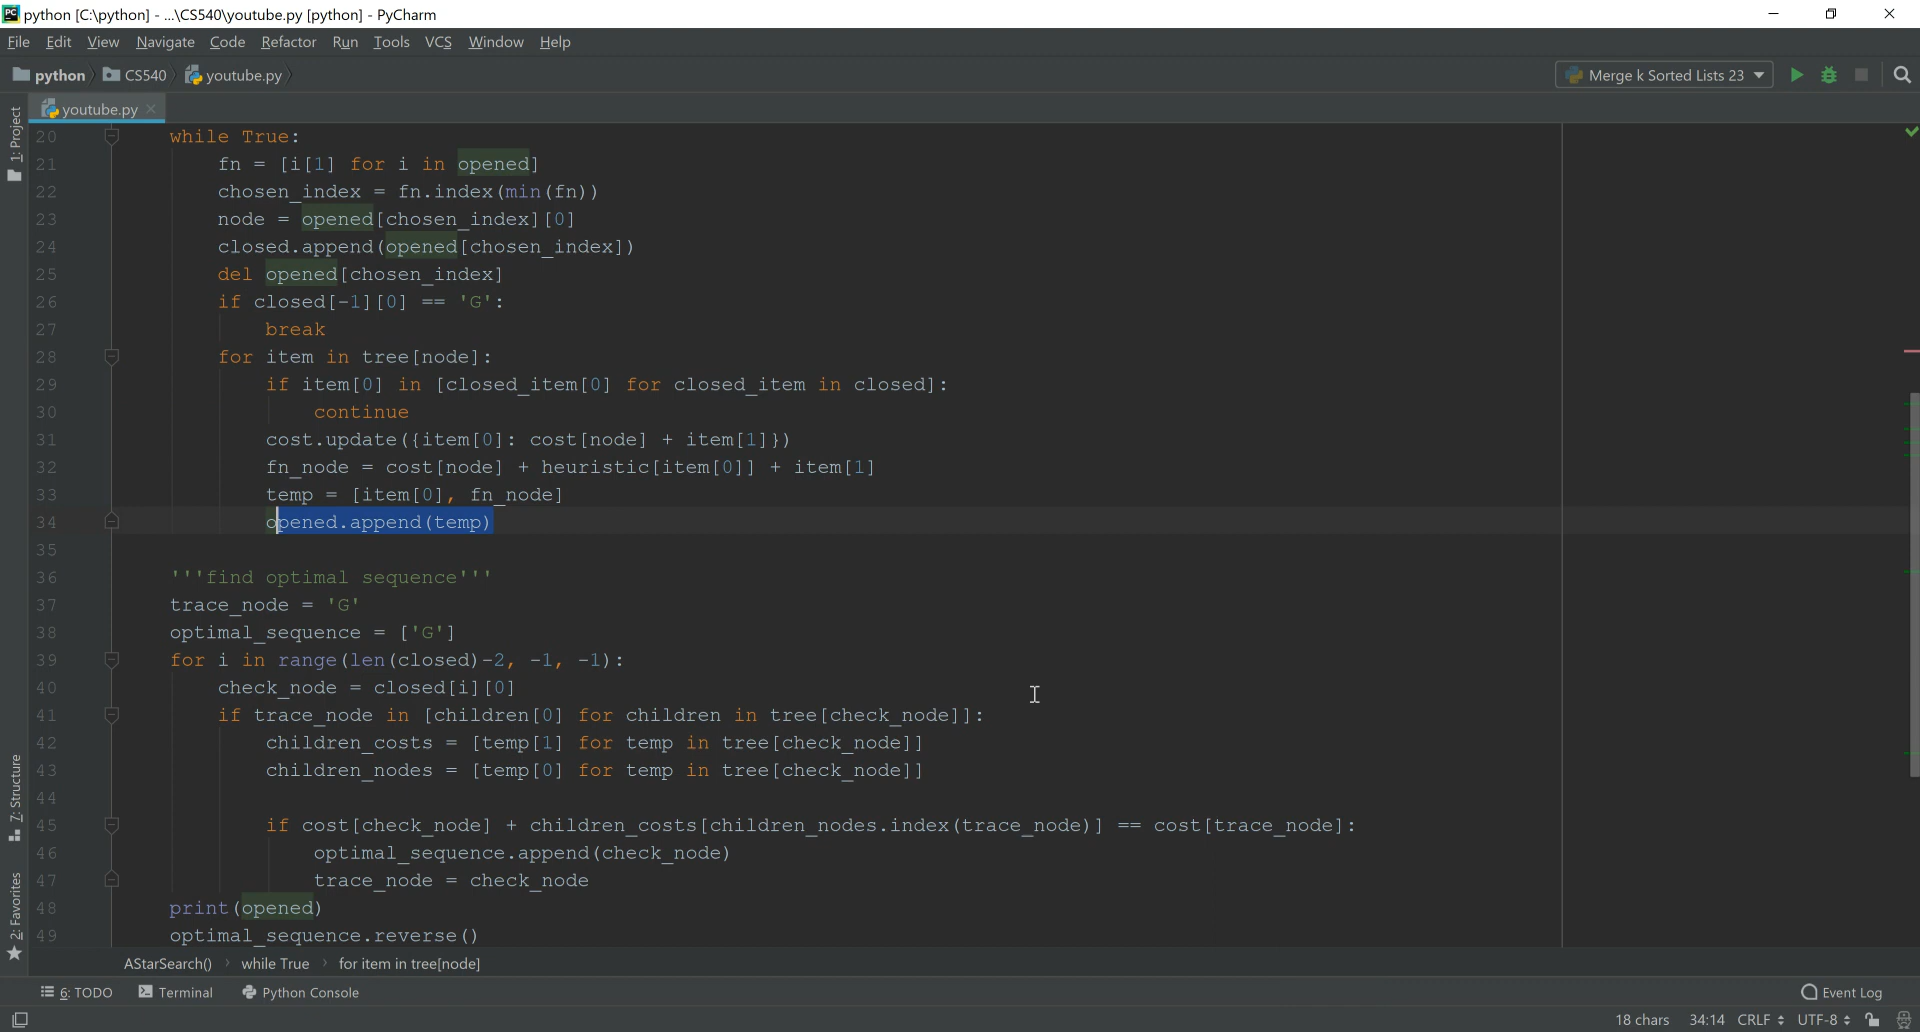 python [C:\python] - ...\CS540\youtube.py [python] - PyCharm
File Edit View Navigate Code Refactor Run Tools VCS Window Help
python CS540 youtube.py Merge k Sorted Lists 23
youtube.py
1: Project
7: Structure
2: Favorites
20 while True:
21 fn = [i[1] for i in opened]
22 chosen_index = fn.index(min(fn))
23 node = opened[chosen_index][0]
24 closed.append(opened[chosen_index])
25 del opened[chosen_index]
26 if closed[-1][0] == 'G':
27 break
28 for item in tree[node]:
29 if item[0] in [closed_item[0] for closed_item in closed]:
30 continue
31 cost.update({item[0]: cost[node] + item[1]})
32 fn_node = cost[node] + heuristic[item[0]] + item[1]
33 temp = [item[0], fn_node]
34 opened.append(temp)
35
36 '''find optimal sequence'''
37 trace_node = 'G'
38 optimal_sequence = ['G']
39 for i in range(len(closed)-2, -1, -1):
40 check_node = closed[i][0]
41 if trace_node in [children[0] for children in tree[check_node]]:
42 children_costs = [temp[1] for temp in tree[check_node]]
43 children_nodes = [temp[0] for temp in tree[check_node]]
44
45 if cost[check_node] + children_costs[children_nodes.index(trace_node)] == cost[trace_node]:
46 optimal_sequence.append(check_node)
47 trace_node = check_node
48 print(opened)
49 optimal_sequence.reverse()
AStarSearch() › while True › for item in tree[node]
6: TODO Terminal Python Console Event Log
18 chars 34:14 CRLF UTF-8